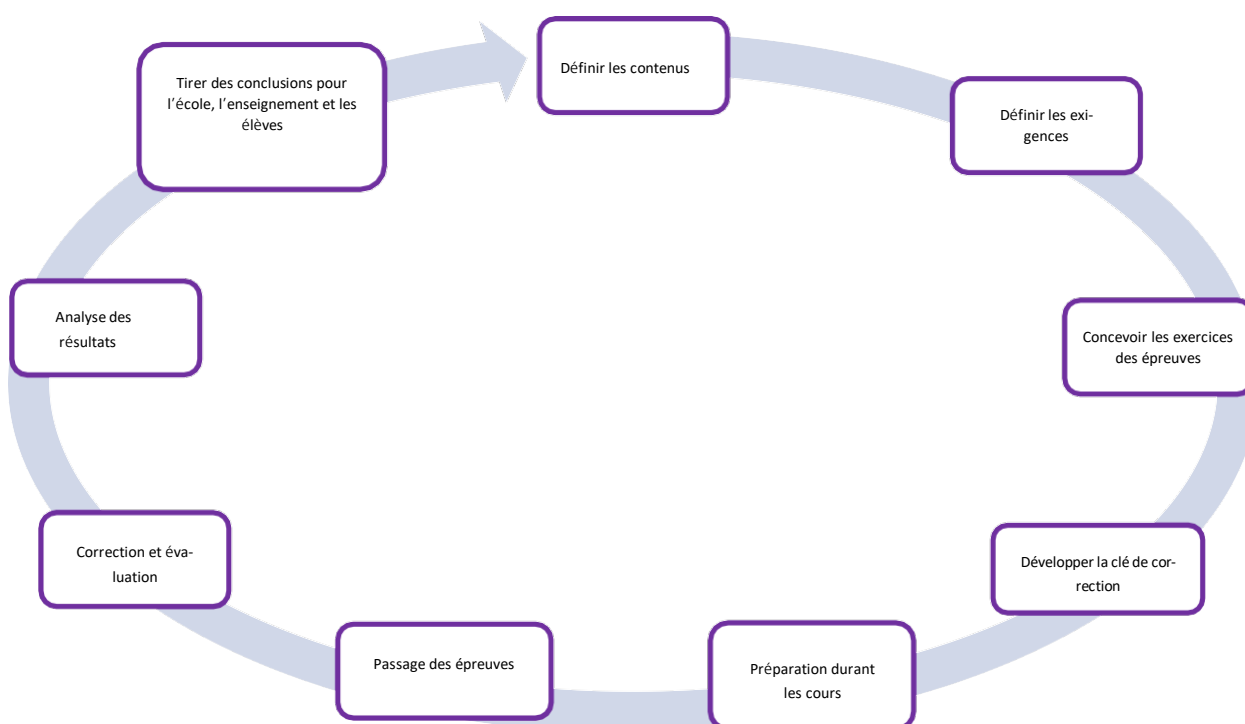 Définir les contenus
Définir les exi-
gences
Concevoir les exercices
des épreuves
Développer la clé de cor-
rection
Préparation durant
les cours
Passage des épreuves
Correction et éva-
luation
Analyse des
résultats
Tirer des conclusions pour
l'école, l'enseignement et les
élèves